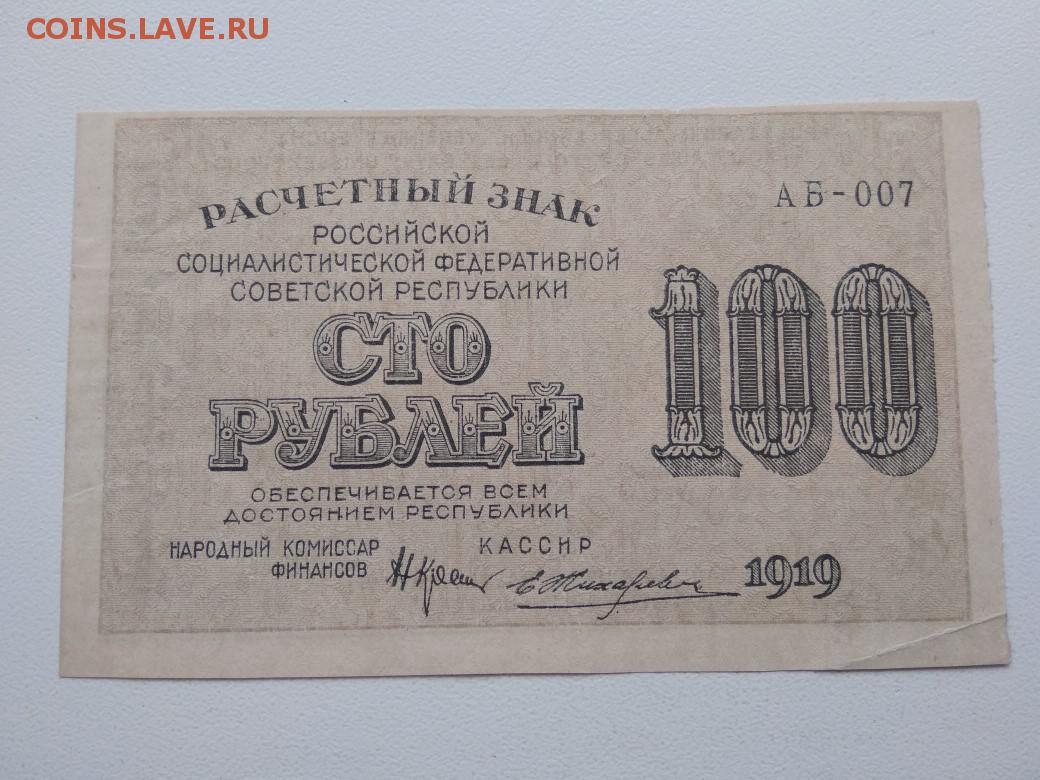 COINS.LAVE.RU
РАСЧЕТНЫЙ ЗНАК
АБ-007
РОССИЙСКОЙ
СОЦИАЛИСТИЧЕСКОЙ ФЕДЕРАТИВНОЙ
СОВЕТСКОЙ РЕСПУБЛИКИ
СТО
РУБЛЕЙ
100
ОБЕСПЕЧИВАЕТСЯ ВСЕМ
ДОСТОЯНИЕМ РЕСПУБЛИКИ
НАРОДНЫЙ КОМИССАР
ФИНАНСОВ
КАССИР
Е Жихаревич
1919